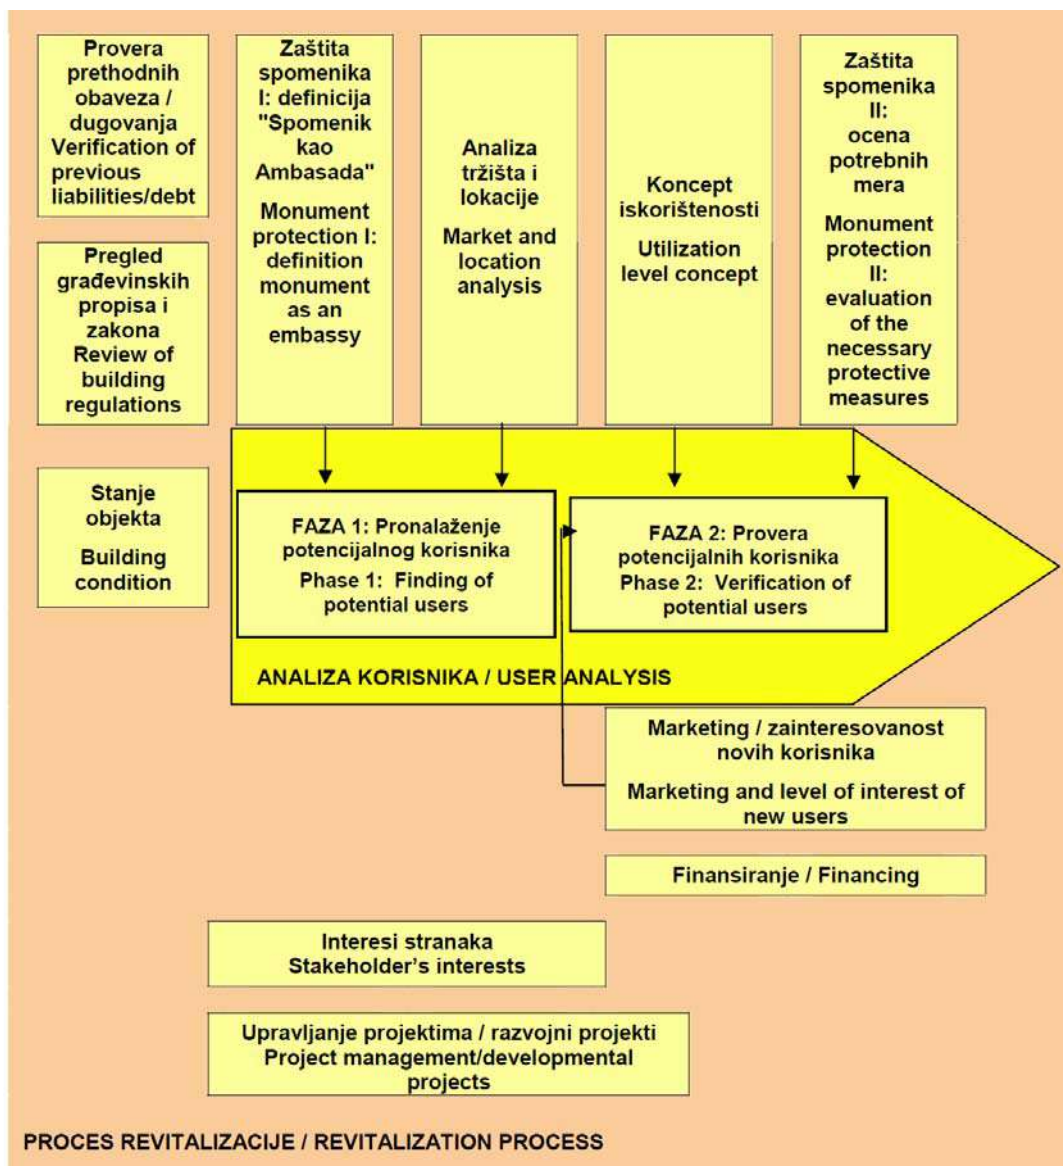 Provera
prethodnih
obaveza /
dugovanja
Verification of
previous
liabilities/debt
Pregled
građevinskih
propisa i
zakona
Review of
building
regulations
Stanje
objekta
Building
condition
Zaštita
spomenika
I: definicija
"Spomenik
kao
Ambasada"
Monument
protection I:
definition
monument
as an
embassy
Analiza
tržišta i
lokacije
Market and
location
analysis
Koncept
iskorištenosti
Utilization
level concept
Zaštita
spomenika
II:
ocena
potrebnih
mera
Monument
protection
II:
evaluation
of the
necessary
protective
measures
FAZA 1: Pronalaženje
potencijalnog korisnika
Phase 1: Finding of
potential users
FAZA 2: Provera
potencijalnih korisnika
Phase 2: Verification of
potential users
ANALIZA KORISNIKA / USER ANALYSIS
Marketing / zainteresovanost
novih korisnika
Marketing and level of interest of
new users
Finansiranje / Financing
Interesi stranaka
Stakeholder's interests
Upravljanje projektima / razvojni projekti
Project management/developmental
projects
PROCES REVITALIZACIJE / REVITALIZATION PROCESS